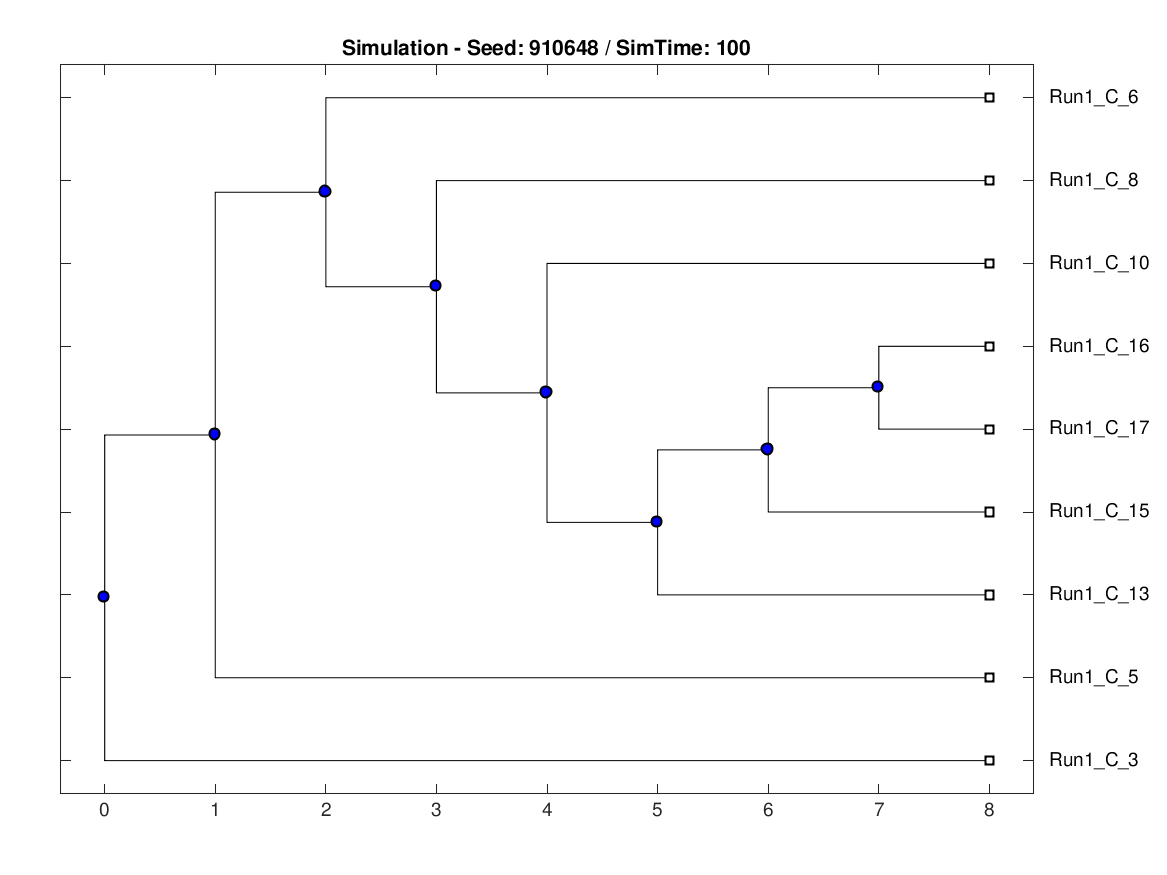 Simulation - Seed: 910648 / SimTime: 100
Run1_C_6
Run1_C_8
Run1_C_10
Run1_C_16
Run1_C_17
Run1_C_15
Run1_C_13
Run1_C_5
Run1_C_3
0 1 2 3 4 5 6 7 8